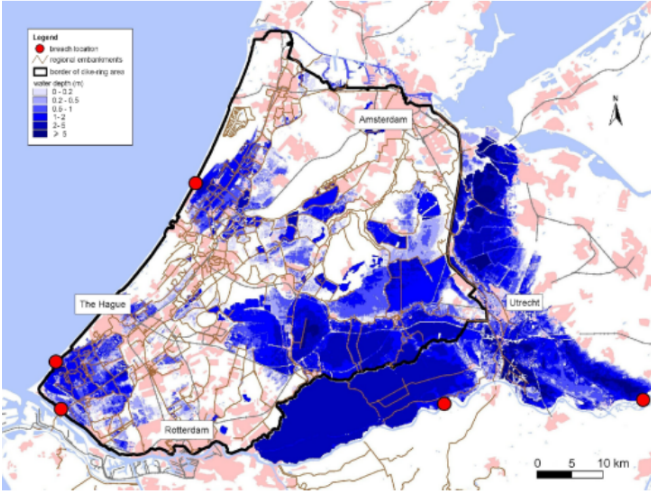 Legend
breach location
regional embankments
border of dike-ring area
water depth (m)
0 - 0.2
0.2 - 0.5
0.5 - 1
1- 2
2- 5
> 5
Amsterdam
N
The Hague
Utrecht
Rotterdam
0 5 10 km